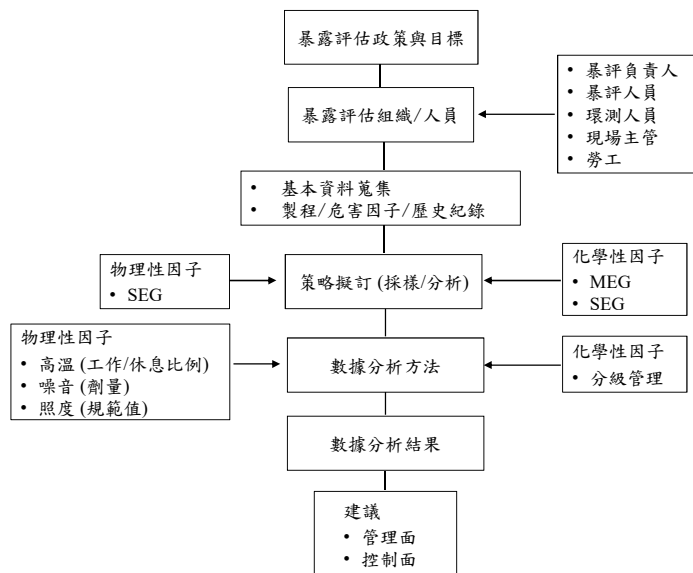 暴露評估政策與目標
暴露評估組織/人員
• 暴評負責人
• 暴評人員
• 環測人員
• 現場主管
• 勞工
• 基本資料蒐集
• 製程/危害因子/歷史紀錄
物理性因子
• SEG
策略擬訂 (採樣/分析)
化學性因子
• MEG
• SEG
物理性因子
• 高溫 (工作/休息比例)
• 噪音 (劑量)
• 照度 (規範值)
數據分析方法
化學性因子
• 分級管理
數據分析結果
建議
• 管理面
• 控制面